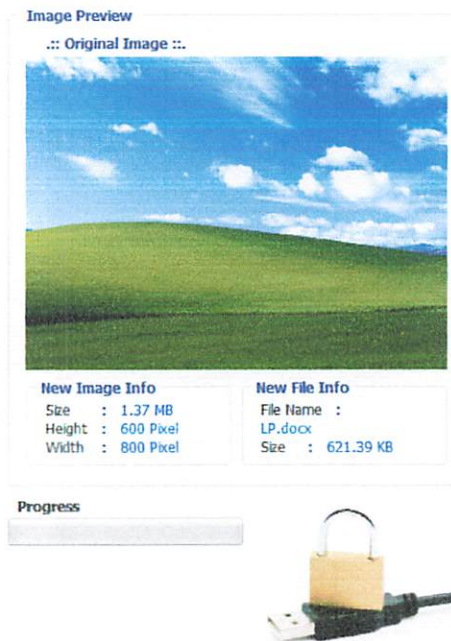 Image Preview
.:: Original Image ::.
New Image Info
Size : 1.37 MB
Height : 600 Pixel
Width : 800 Pixel
New File Info
File Name :
LP.docx
Size : 621.39 KB
Progress